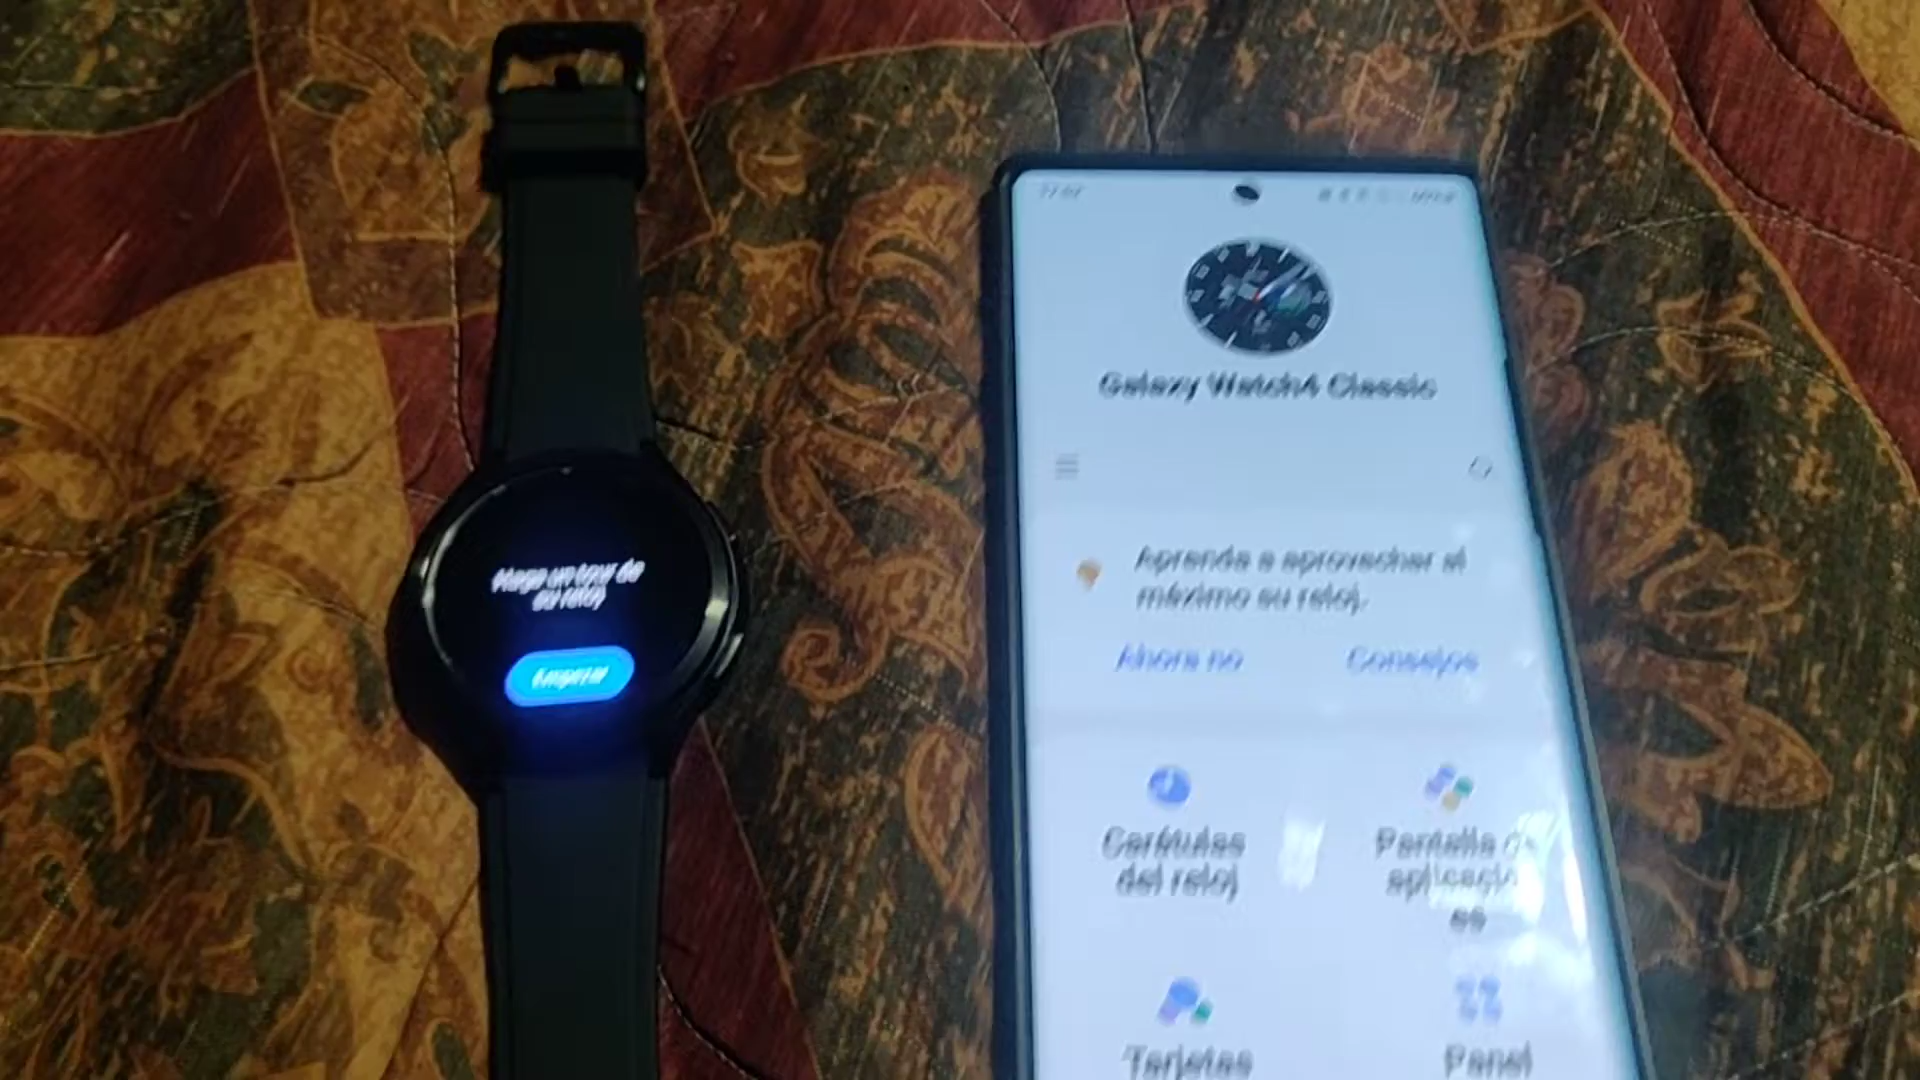 Haga un tour de
su reloj
Empezar
Galaxy Watch4 Classic
Aprenda a aprovechar al
máximo su reloj.
Ahora no
Consejos
Carátulas
del reloj
Pantalla de
aplicacion
es
Tarjetas
Panel